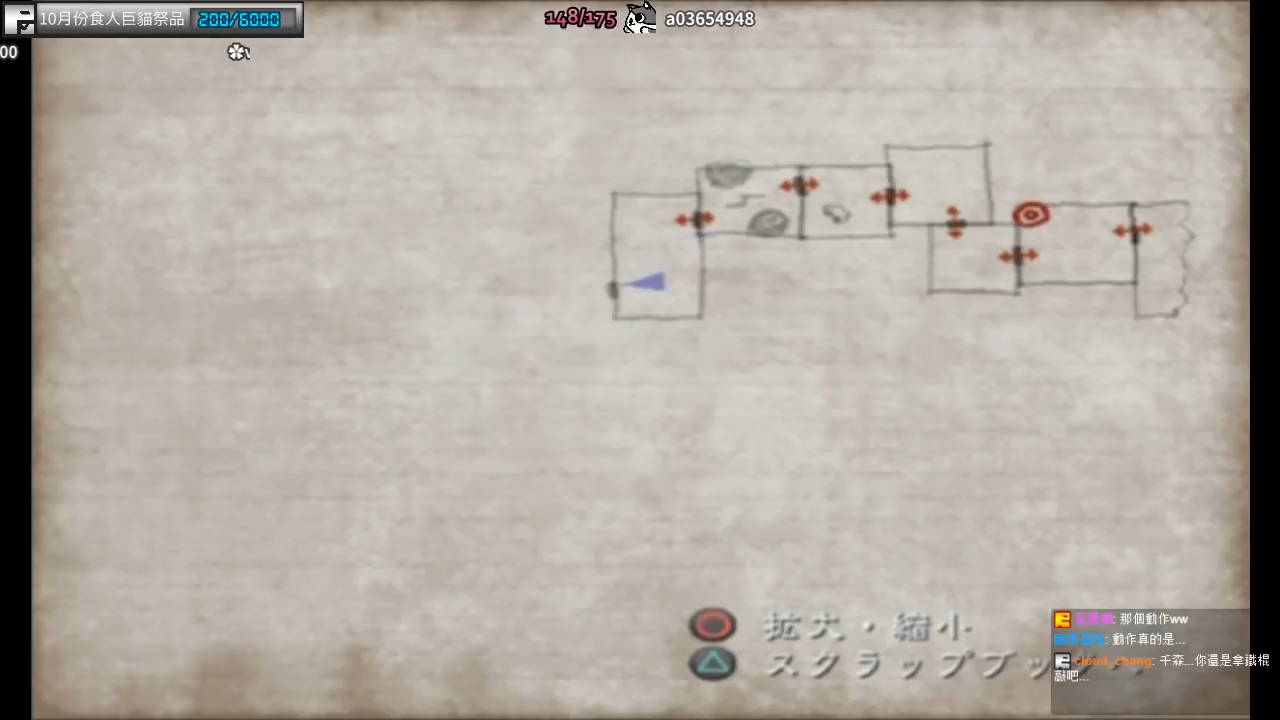 10月份食人巨貓祭品 200/6000
148/175 a03654948
00
拡大・縮小
スクラップブック
: 那個動作ww
: 動作真的是...
cloud_chang: 千森...你還是拿鐵棍
敲吧...